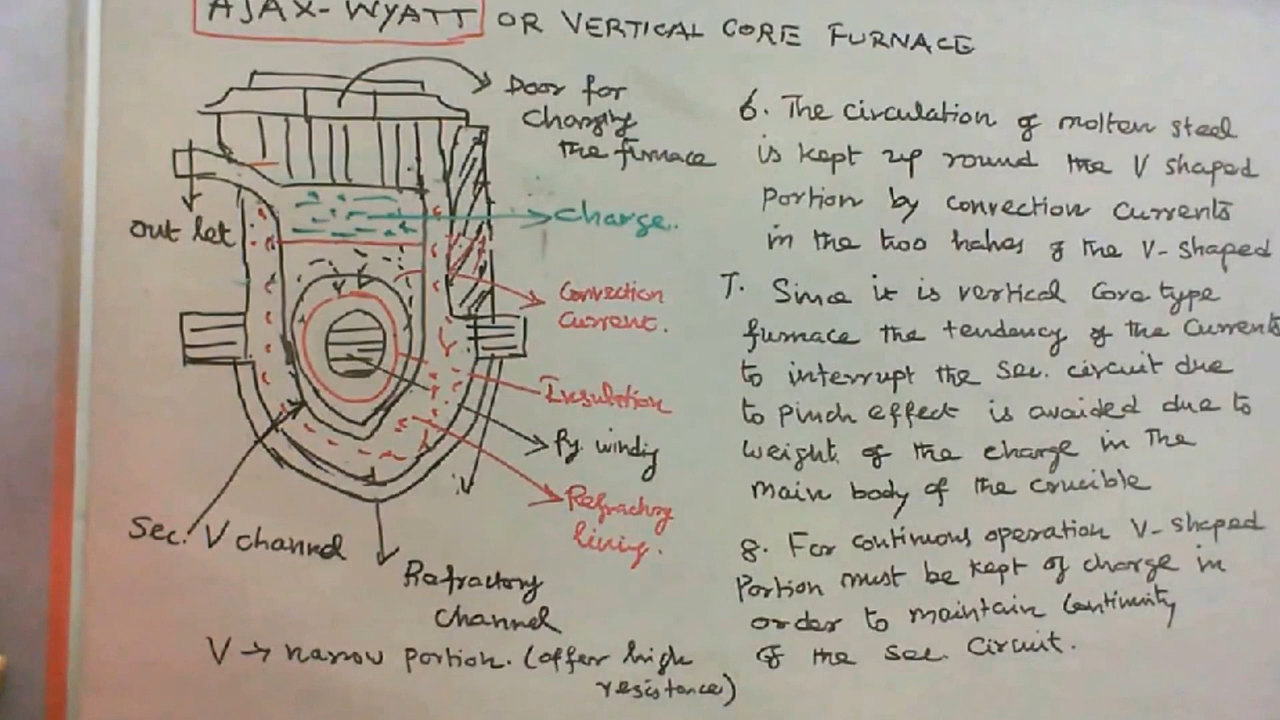 AJAX-WYATT OR VERTICAL CORE FURNACE
Door for
Charging
the furnace
out let
Charge.
Convection
Current.
Insulation
Py. windig
Refractory
lining.
Sec. V channel
Refractory
channel
V → narrow portion. (offer high
resistance)
6. The circulation of molten steel
is kept up round the V shaped
Portion by convection currents
in the two halves of the V-shaped
7. Since it is vertical Core type
furnace the tendency of the Currents
to interrupt the sec. circuit due
to pinch effect is avoided due to
weight of the charge in The
main body of the crucible
8. For continuous operation V-shaped
Portion must be kept of charge in
order to maintain Continuity
of the sec. Circuit.